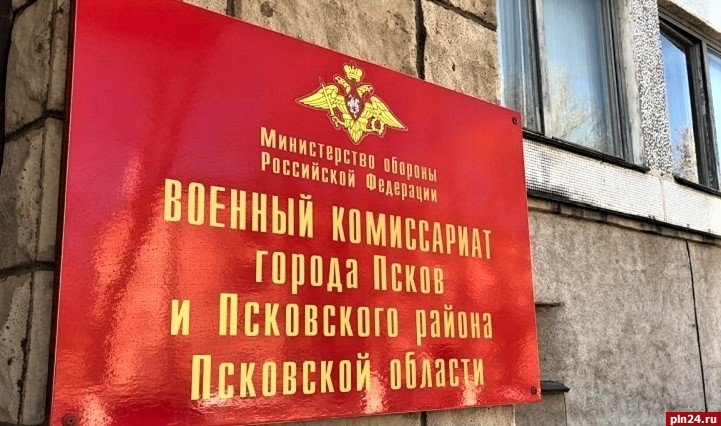 Министерство обороны
Российской Федерации
ВОЕННЫЙ КОМИССАРИАТ
города Псков
и Псковского района
Псковской области
pln24.ru